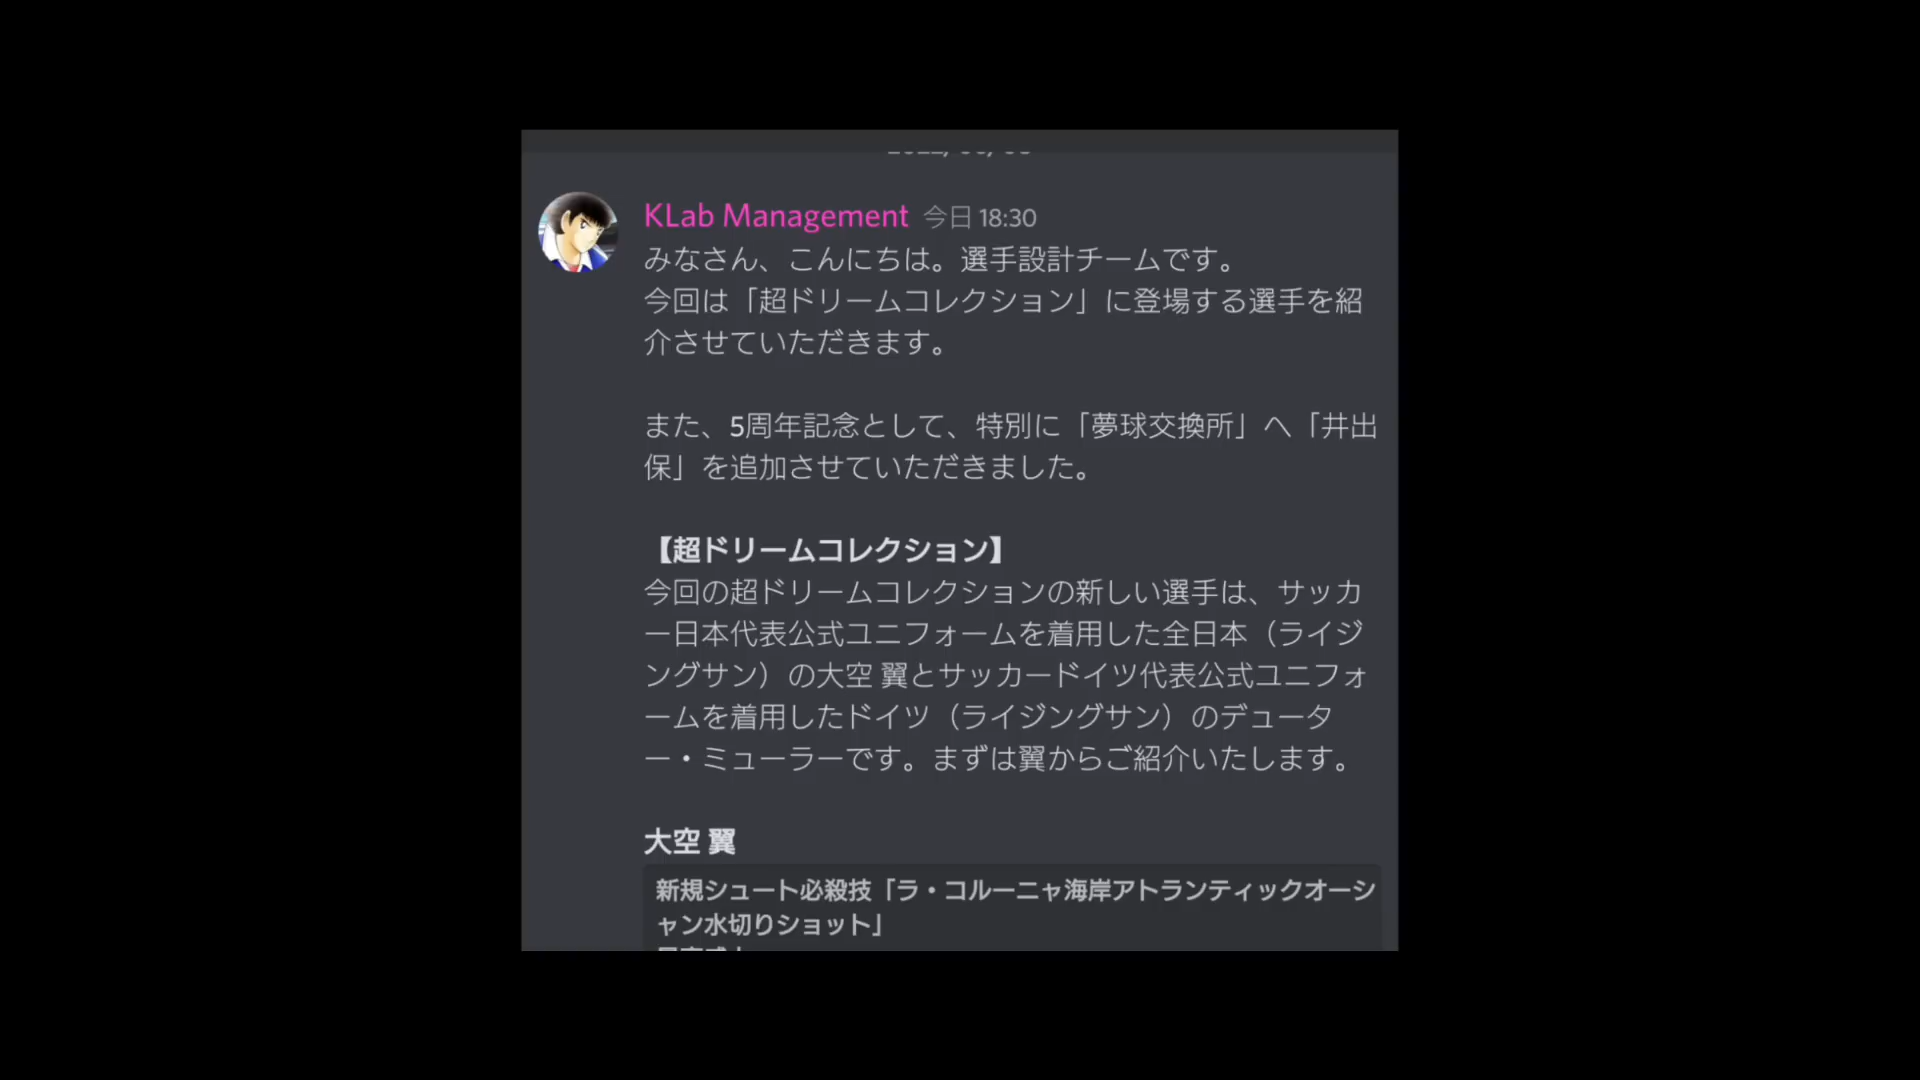 KLab Management 今日 18:30
みなさん、こんにちは。選手設計チームです。
今回は「超ドリームコレクション」に登場する選手を紹
介させていただきます。
また、5周年記念として、特別に「夢球交換所」へ「井出
保」を追加させていただきました。
【超ドリームコレクション】
今回の超ドリームコレクションの新しい選手は、サッカ
ー日本代表公式ユニフォームを着用した全日本（ライジ
ングサン）の大空 翼とサッカードイツ代表公式ユニフォ
ームを着用したドイツ（ライジングサン）のデュータ
ー・ミューラーです。まずは翼からご紹介いたします。
大空 翼
新規シュート必殺技「ラ・コルーニャ海岸アトランティックオーシ
ャン水切りショット」